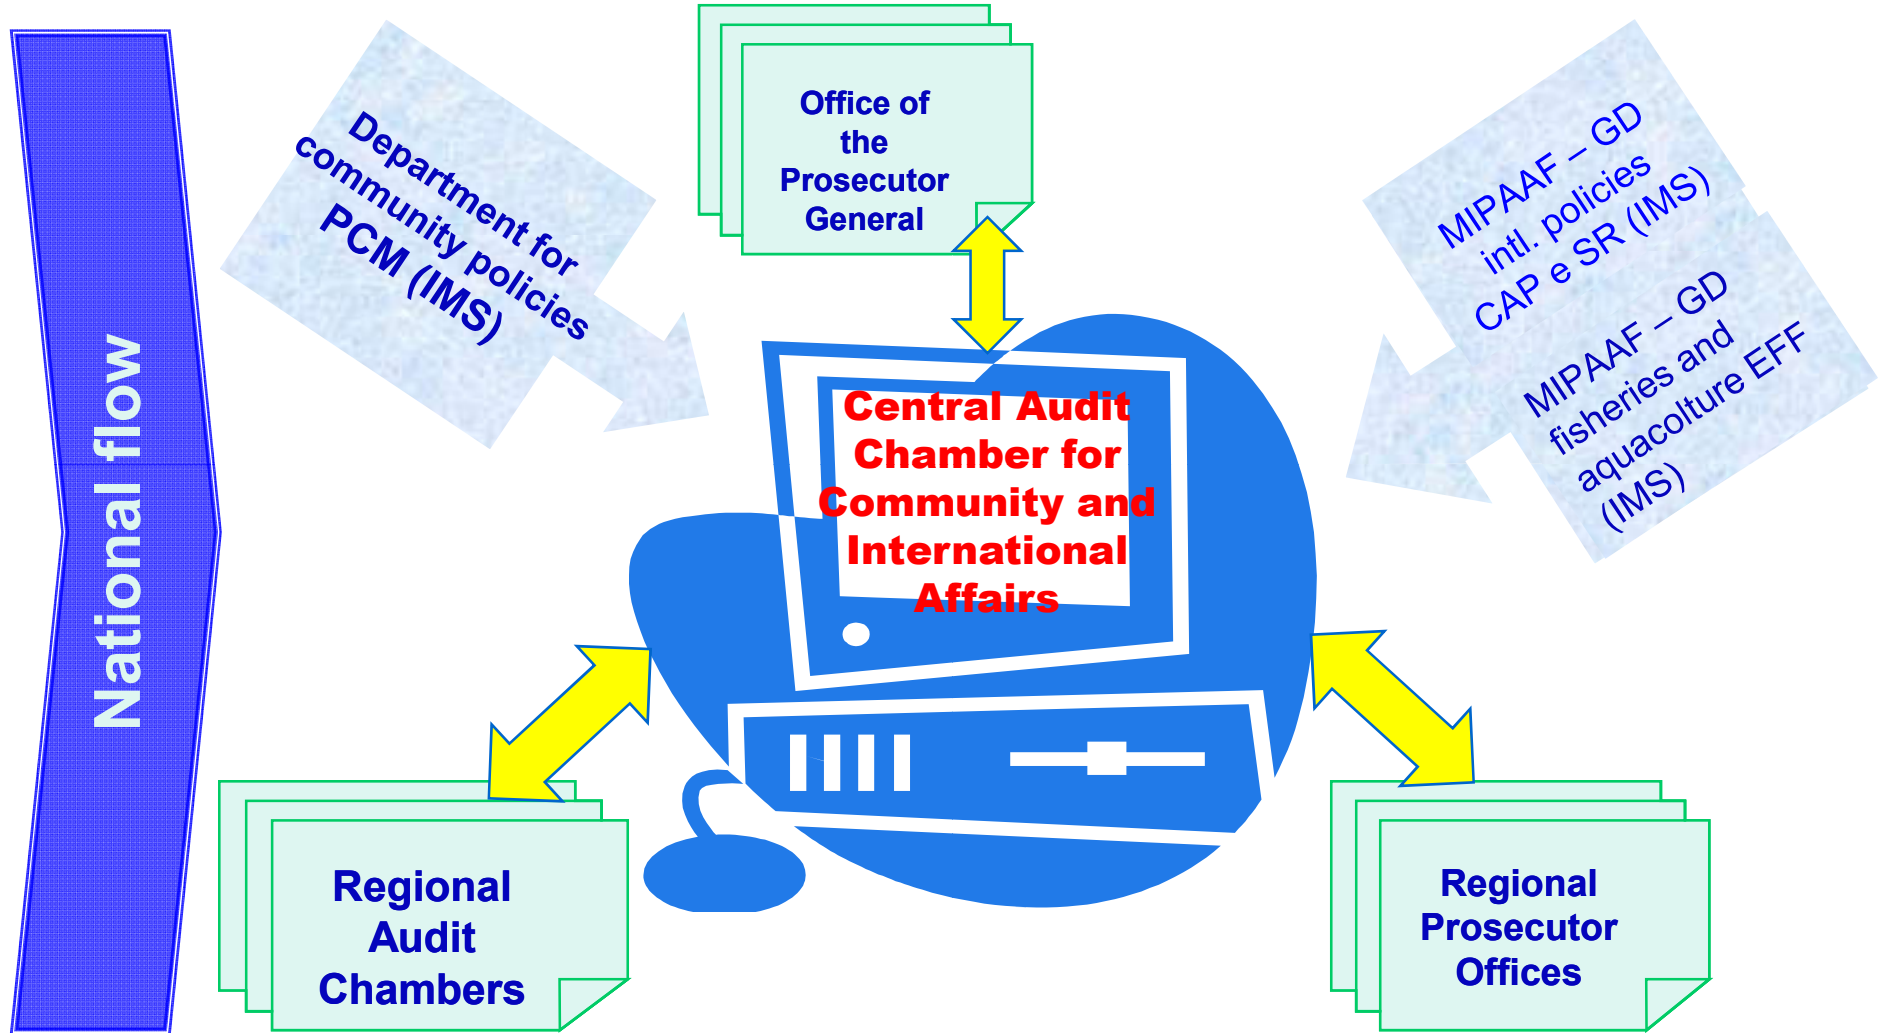 National flow
Department for
community policies
PCM (IMS)
Office of
the
Prosecutor
General
MIPAAF – GD
intl. policies
CAP e SR (IMS)
MIPAAF – GD
fisheries and
aquacolture EFF
(IMS)
Central Audit
Chamber for
Community and
International
Affairs
Regional
Audit
Chambers
Regional
Prosecutor
Offices